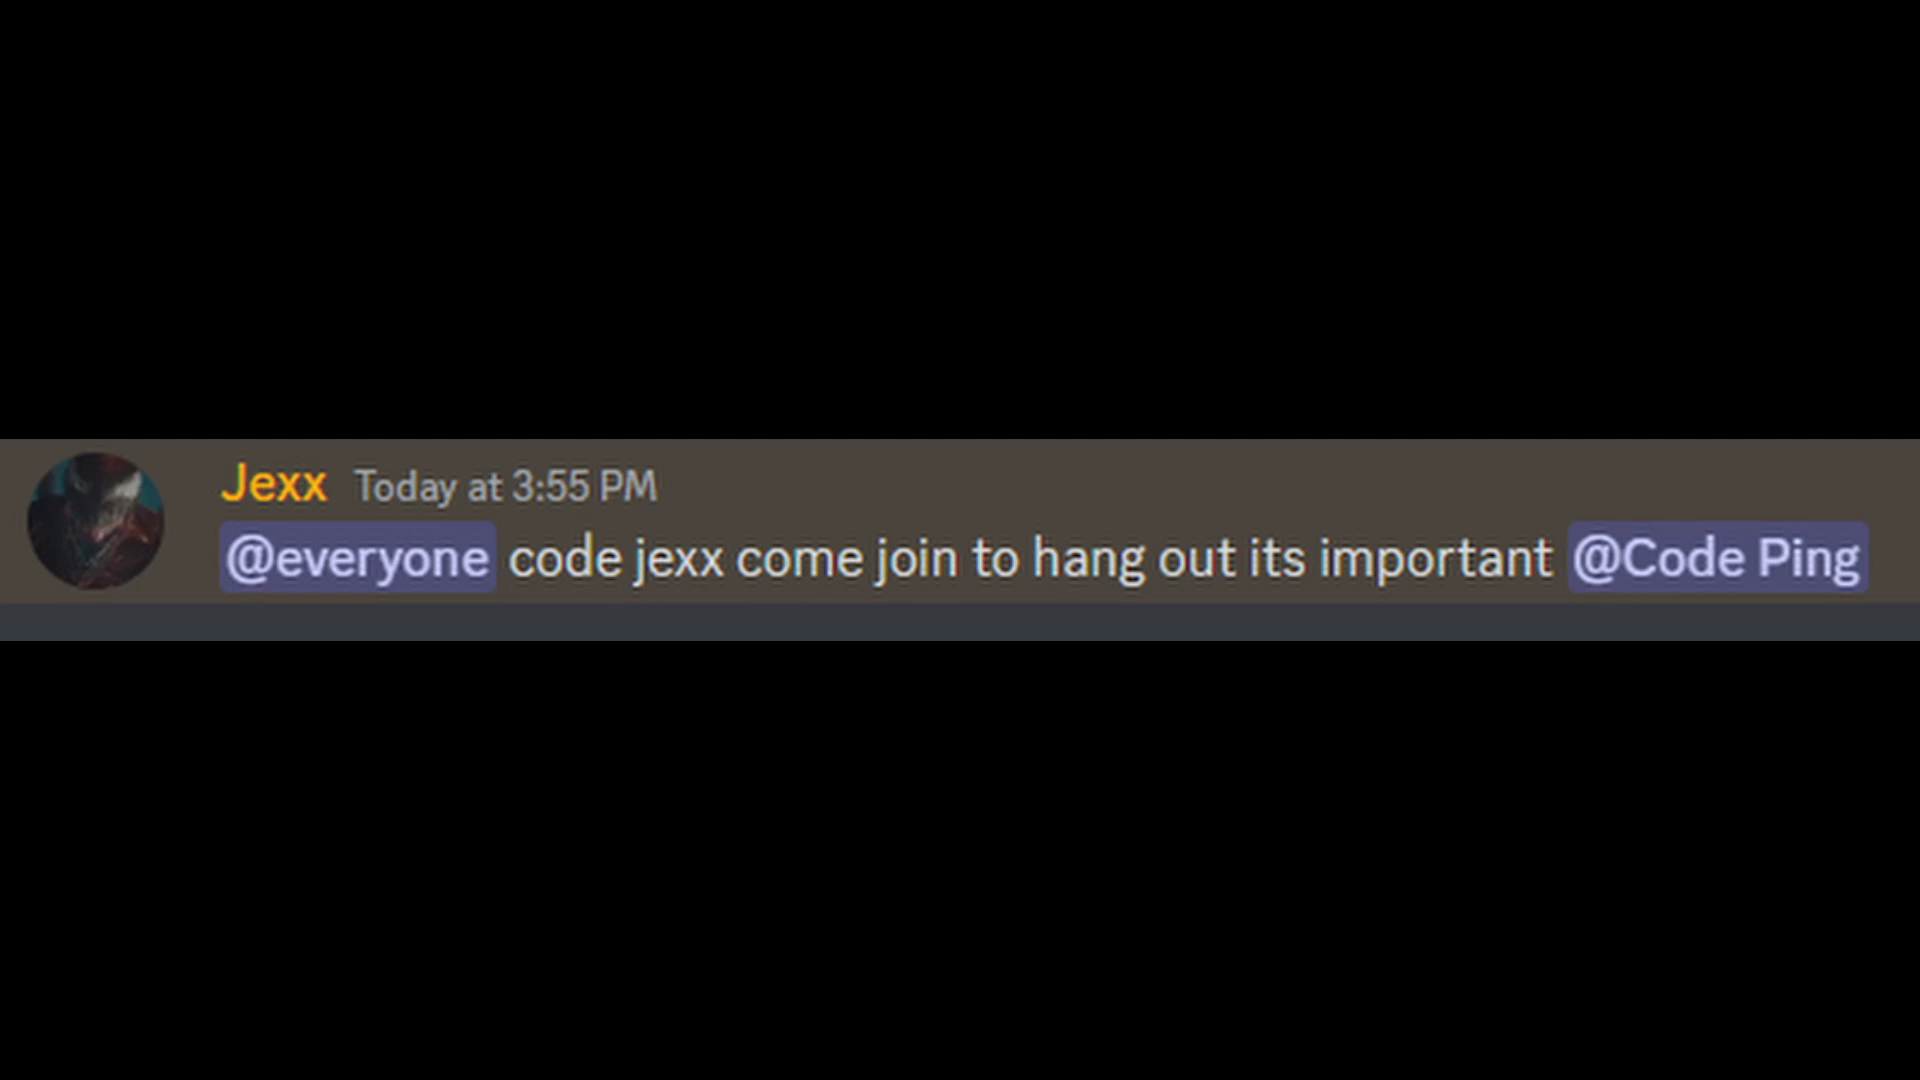 Jexx Today at 3:55 PM
@everyone code jexx come join to hang out its important @Code Ping